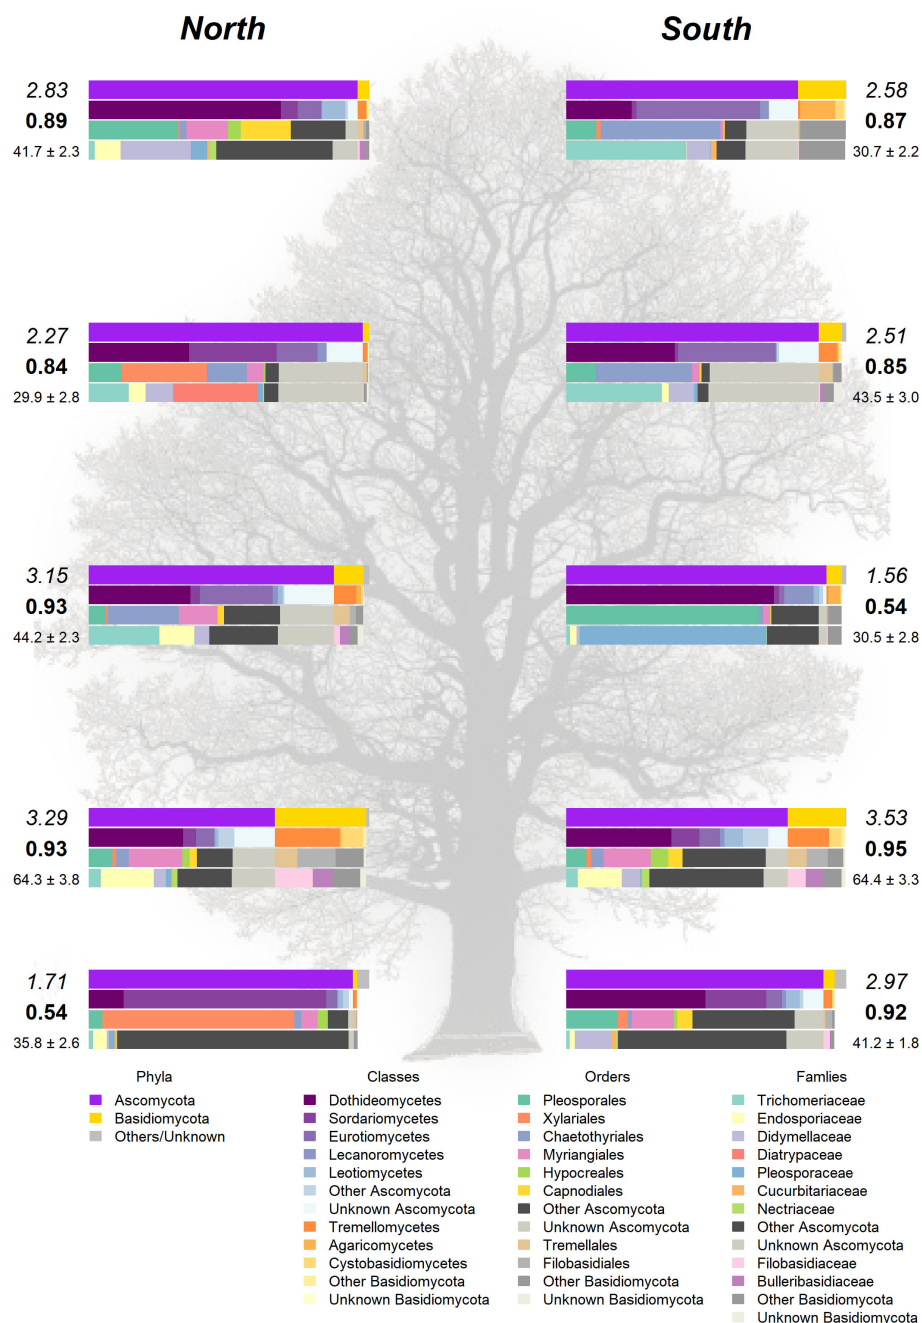 North South
2.83 2.58
0.89 0.87
41.7 ± 2.3 30.7 ± 2.2
2.27 2.51
0.84 0.85
29.9 ± 2.8 43.5 ± 3.0
3.15 1.56
0.93 0.54
44.2 ± 2.3 30.5 ± 2.8
3.29 3.53
0.93 0.95
64.3 ± 3.8 64.4 ± 3.3
1.71 2.97
0.54 0.92
35.8 ± 2.6 41.2 ± 1.8
Phyla
Ascomycota
Basidiomycota
Others/Unknown
Classes
Dothideomycetes
Sordariomycetes
Eurotiomycetes
Lecanoromycetes
Leotiomycetes
Other Ascomycota
Unknown Ascomycota
Tremellomycetes
Agaricomycetes
Cystobasidiomycetes
Other Basidiomycota
Unknown Basidiomycota
Orders
Pleosporales
Xylariales
Chaetothyriales
Myriangiales
Hypocreales
Capnodiales
Other Ascomycota
Unknown Ascomycota
Tremellales
Filobasidiales
Other Basidiomycota
Unknown Basidiomycota
Famlies
Trichomeriaceae
Endosporiaceae
Didymellaceae
Diatrypaceae
Pleosporaceae
Cucurbitariaceae
Nectriaceae
Other Ascomycota
Unknown Ascomycota
Filobasidiaceae
Bulleribasidiaceae
Other Basidiomycota
Unknown Basidiomycota